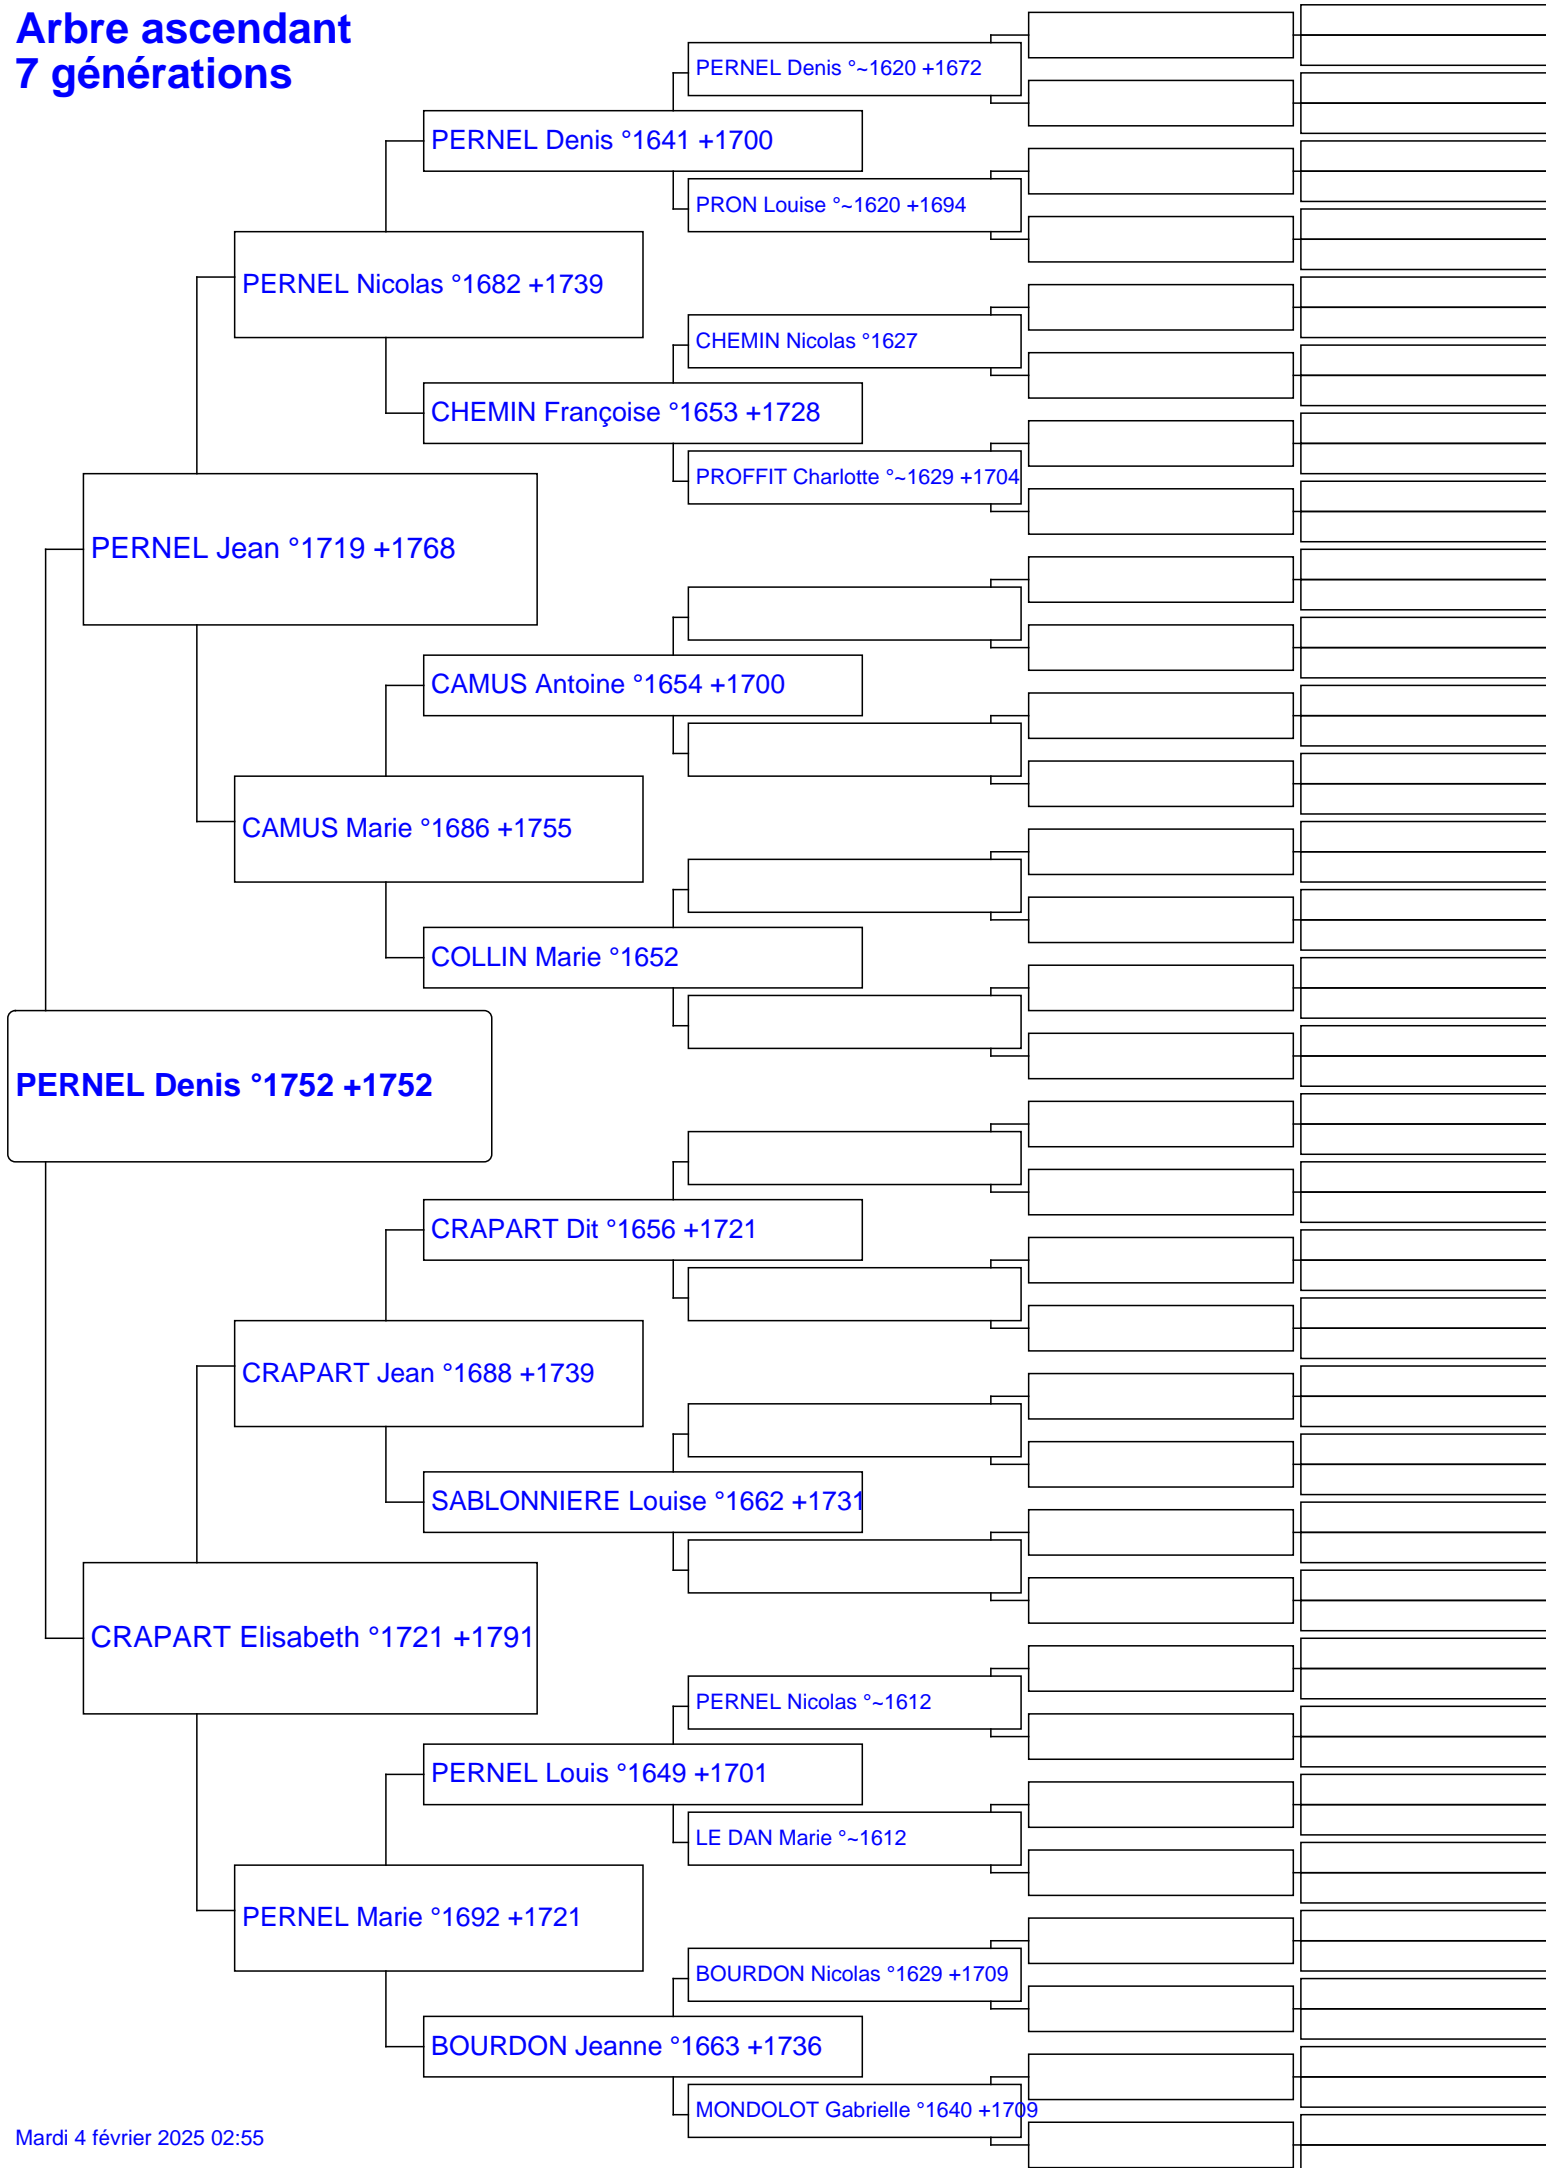 Arbre ascendant
7 générations
PERNEL Denis °~1620 +1672
PERNEL Denis °1641 +1700
PRON Louise °~1620 +1694
PERNEL Nicolas °1682 +1739
CHEMIN Nicolas °1627
CHEMIN Françoise °1653 +1728
PROFFIT Charlotte °~1629 +1704
PERNEL Jean °1719 +1768
CAMUS Antoine °1654 +1700
CAMUS Marie °1686 +1755
COLLIN Marie °1652
PERNEL Denis °1752 +1752
CRAPART Dit °1656 +1721
CRAPART Jean °1688 +1739
SABLONNIERE Louise °1662 +1731
CRAPART Elisabeth °1721 +1791
PERNEL Nicolas °~1612
PERNEL Louis °1649 +1701
LE DAN Marie °~1612
PERNEL Marie °1692 +1721
BOURDON Nicolas °1629 +1709
BOURDON Jeanne °1663 +1736
MONDOLOT Gabrielle °1640 +1709
Mardi 4 février 2025 02:55